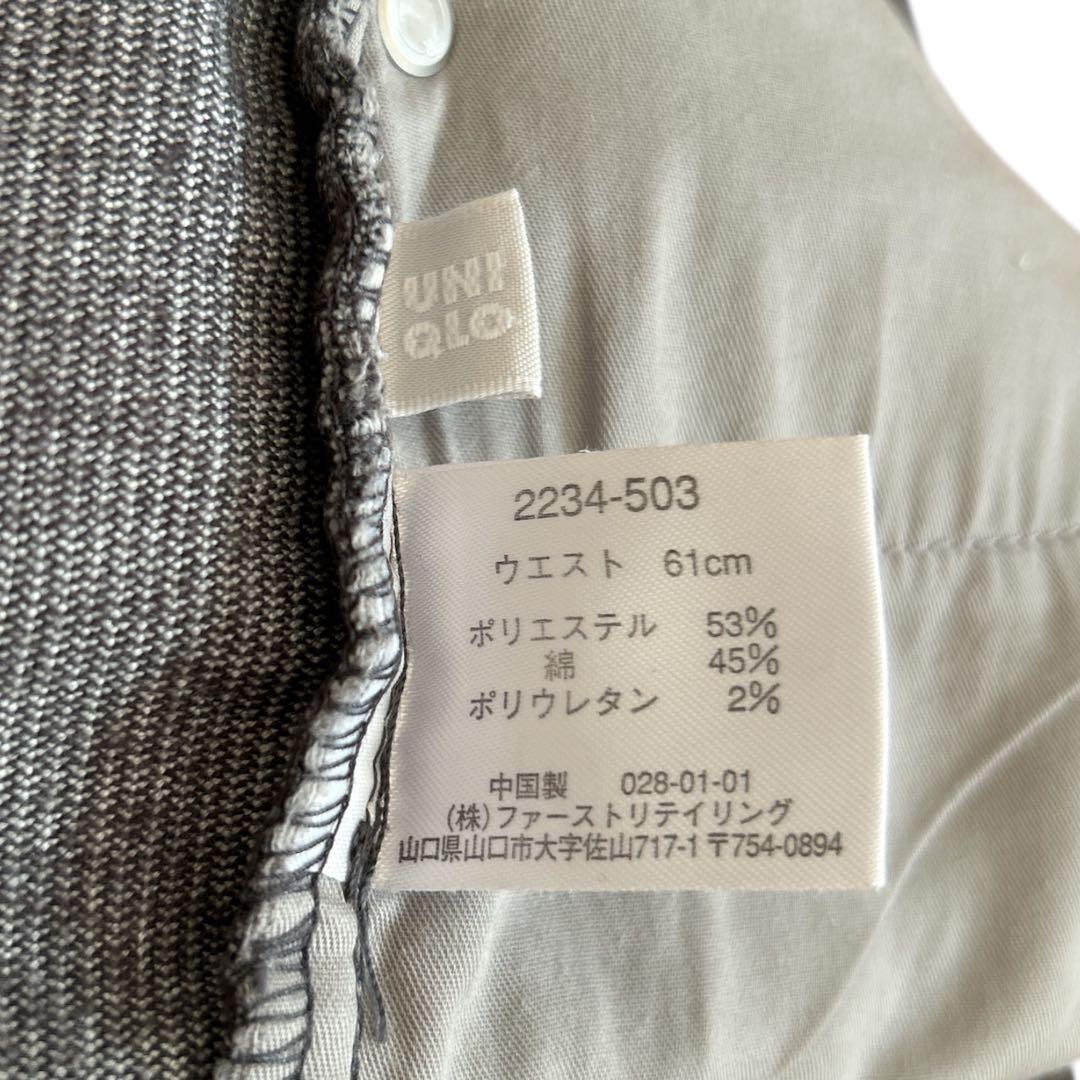 UNI
QLO
2234-503
ウエスト 61cm
ポリエステル 53%
綿 45%
ポリウレタン 2%
中国製 028-01-01
(株)ファーストリテイリング
山口県山口市大字佐山717-1 〒754-0894